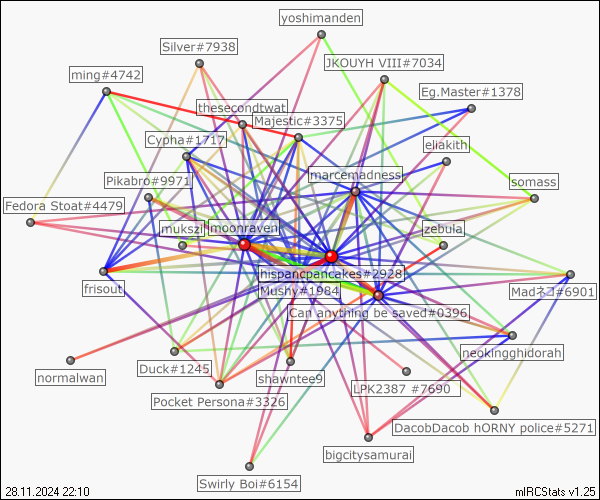 yoshimanden
Silver#7938
JKOUYH VIII#7034
ming#4742
Eg.Master#1378
thesecondtwat
Majestic#3375
Cypha#1717
eliakith
marcemadness
Pikabro#9971
somass
Fedora Stoat#4479
mukszi
moonraven
zebula
hispancpancakes#2928
frisout
Mushy#1984
Madネコ#6901
Can anything be saved#0396
neokingghidorah
Duck#1245
normalwan
shawntee9
LPK2387 #7690
Pocket Persona#3326
DacobDacob hORNY police#5271
bigcitysamurai
Swirly Boi#6154
28.11.2024 22:10
mIRCStats v1.25